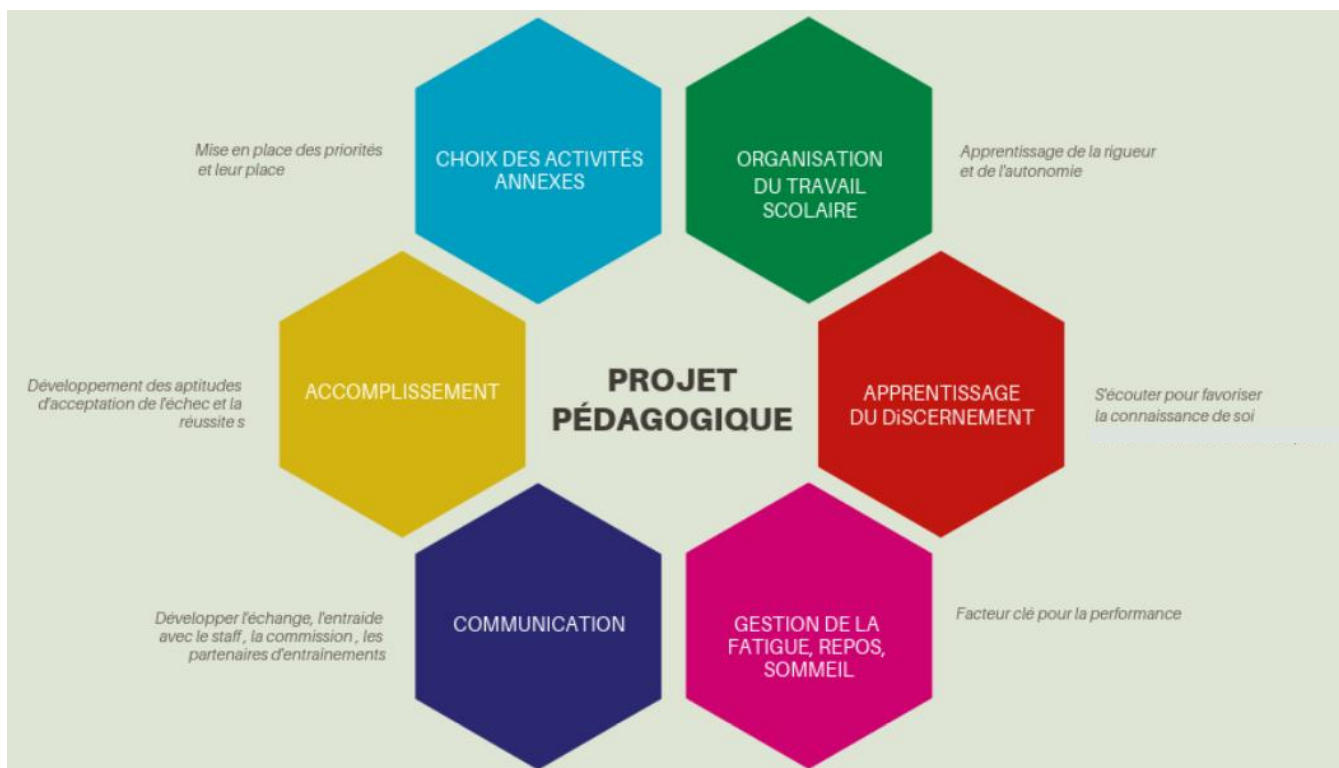 Mise en place des priorités
et leur place
CHOIX DES ACTIVITÉS
ANNEXES
ORGANISATION
DU TRAVAIL
SCOLAIRE
Apprentissage de la rigueur
et de l'autonomie
Développement des aptitudes
d'acceptation de l'échec et la
réussite s
ACCOMPLISSEMENT
PROJET
PÉDAGOGIQUE
APPRENTISSAGE
DU DiSCERNEMENT
S'écouter pour favoriser
la connaissance de soi
Développer l'échange, l'entraide
avec le staff , la commission , les
partenaires d'entraînements
COMMUNICATION
GESTION DE LA
FATIGUE, REPOS,
SOMMEIL
Facteur clé pour la performance